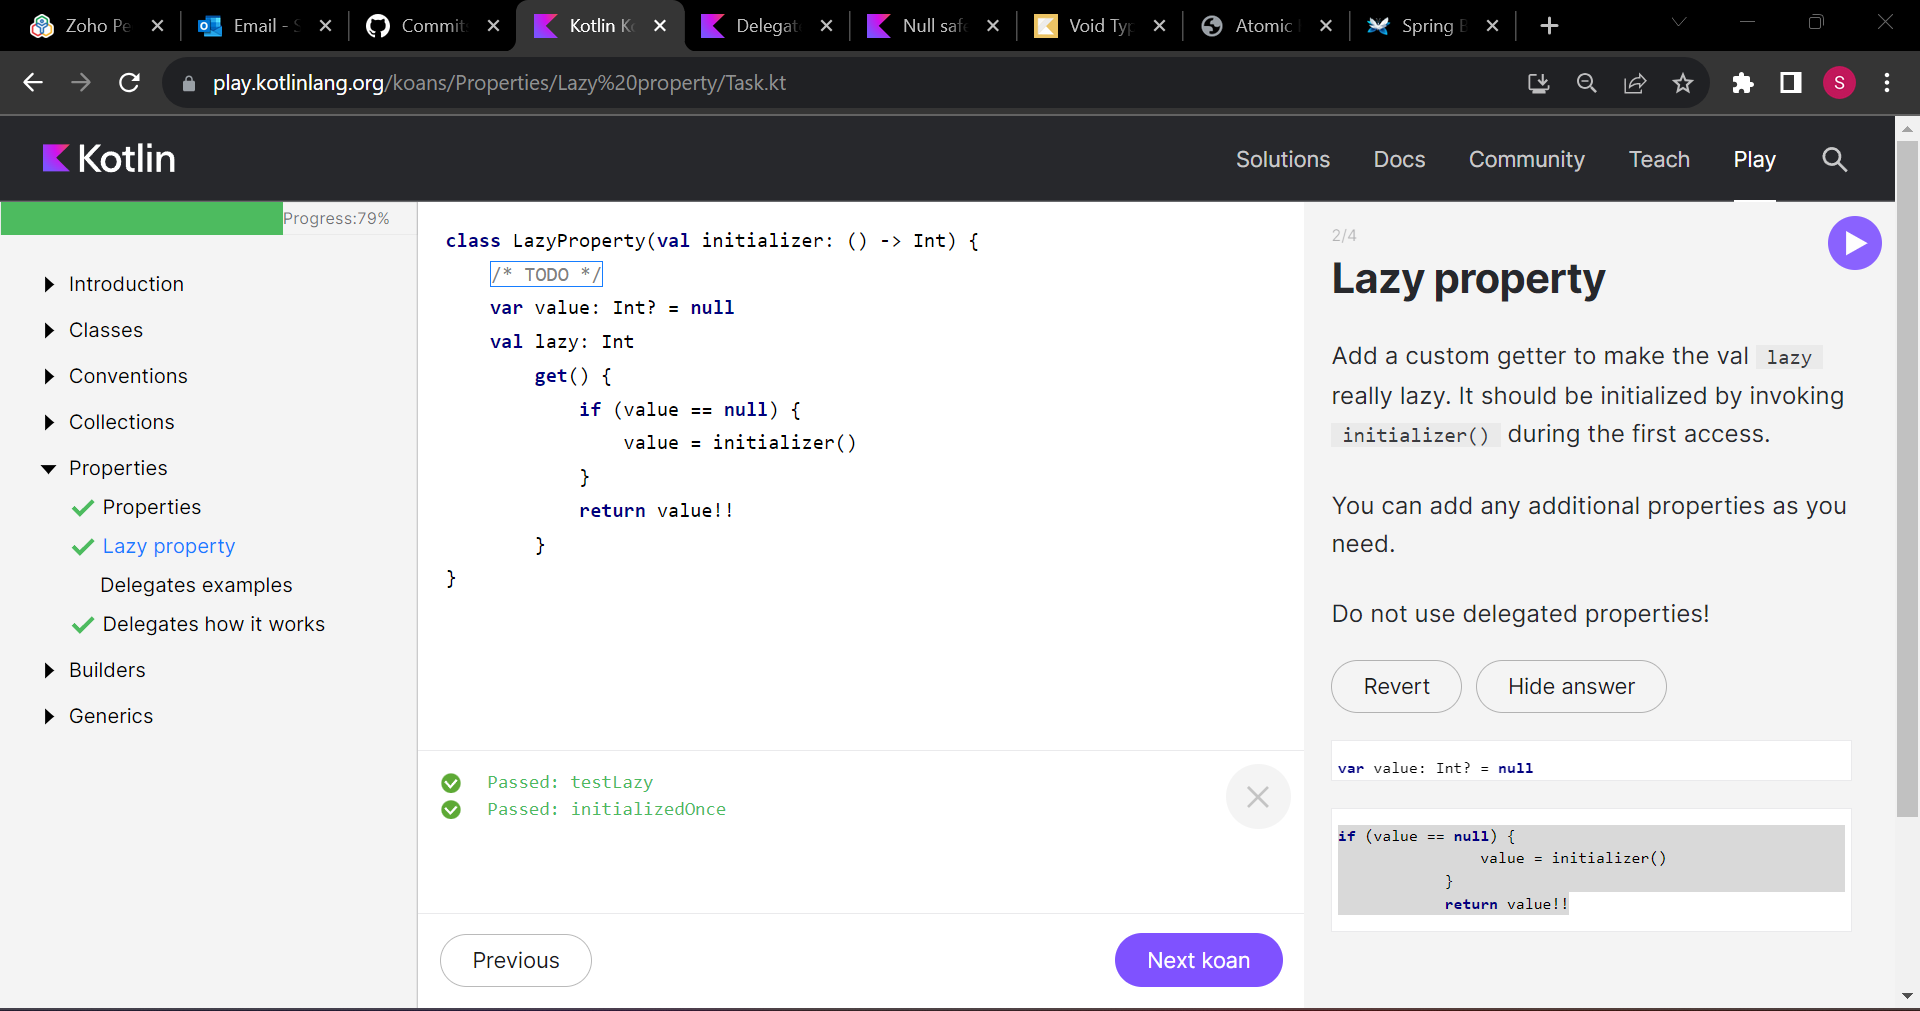 Zoho Pe
Email - S
Commit
Kotlin Ko
Delegat
Null safe
Void Typ
Atomic
Spring B
play.kotlinlang.org/koans/Properties/Lazy%20property/Task.kt
S
Kotlin
Solutions
Docs
Community
Teach
Play
Progress:79%
Introduction
Classes
Conventions
Collections
Properties
Properties
Lazy property
Delegates examples
Delegates how it works
Builders
Generics
class LazyProperty(val initializer: () -> Int) {
/* TODO */
var value: Int? = null
val lazy: Int
get() {
if (value == null) {
value = initializer()
}
return value!!
}
}
Passed: testLazy
Passed: initializedOnce
Previous
Next koan
2/4
Lazy property
Add a custom getter to make the val lazy
really lazy. It should be initialized by invoking
initializer() during the first access.
You can add any additional properties as you
need.
Do not use delegated properties!
Revert
Hide answer
var value: Int? = null
if (value == null) {
value = initializer()
}
return value!!